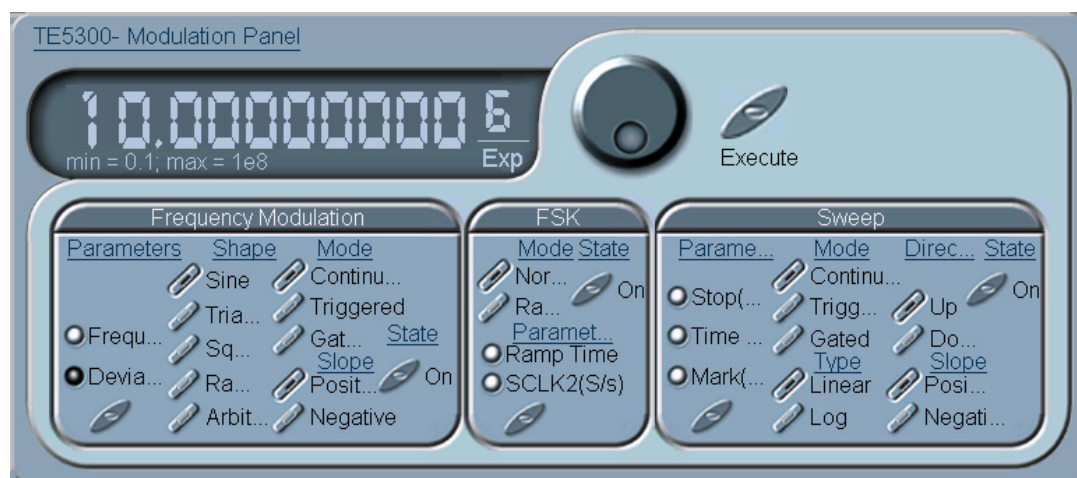 TE5300- Modulation Panel
10.00000000 6
min = 0.1; max = 1e8 Exp
Execute
Frequency Modulation
Parameters Shape Mode
Sine Continu...
Tria... Triggered
Frequ... Sq... Gat... State
Slope
Devia... Ra... Posit... On
Arbit... Negative
FSK
Mode State
Nor... On
Ra...
Paramet...
Ramp Time
SCLK2(S/s)
Sweep
Parame... Mode Direc... State
Continu... On
Stop(... Trigg... Up
Time ... Gated Do...
Type Slope
Mark(... Linear Posi...
Log Negati...